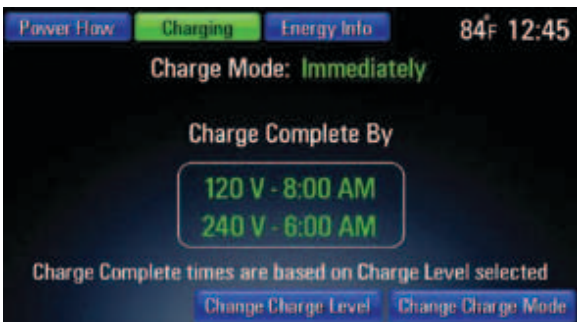 Power Flow Charging Energy Info 84°F 12:45
Charge Mode: Immediately
Charge Complete By
120 V - 8:00 AM
240 V - 6:00 AM
Charge Complete times are based on Charge Level selected
Change Charge Level Change Charge Mode